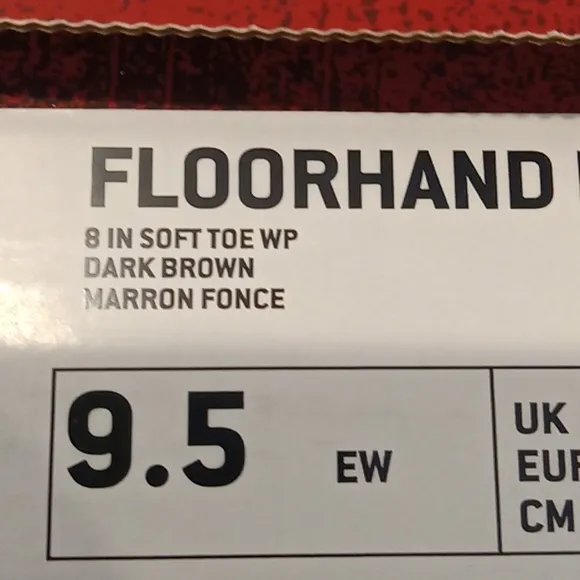 FLOORHAND
8 IN SOFT TOE WP
DARK BROWN
MARRON FONCE
9.5 EW
UK
EUR
CM